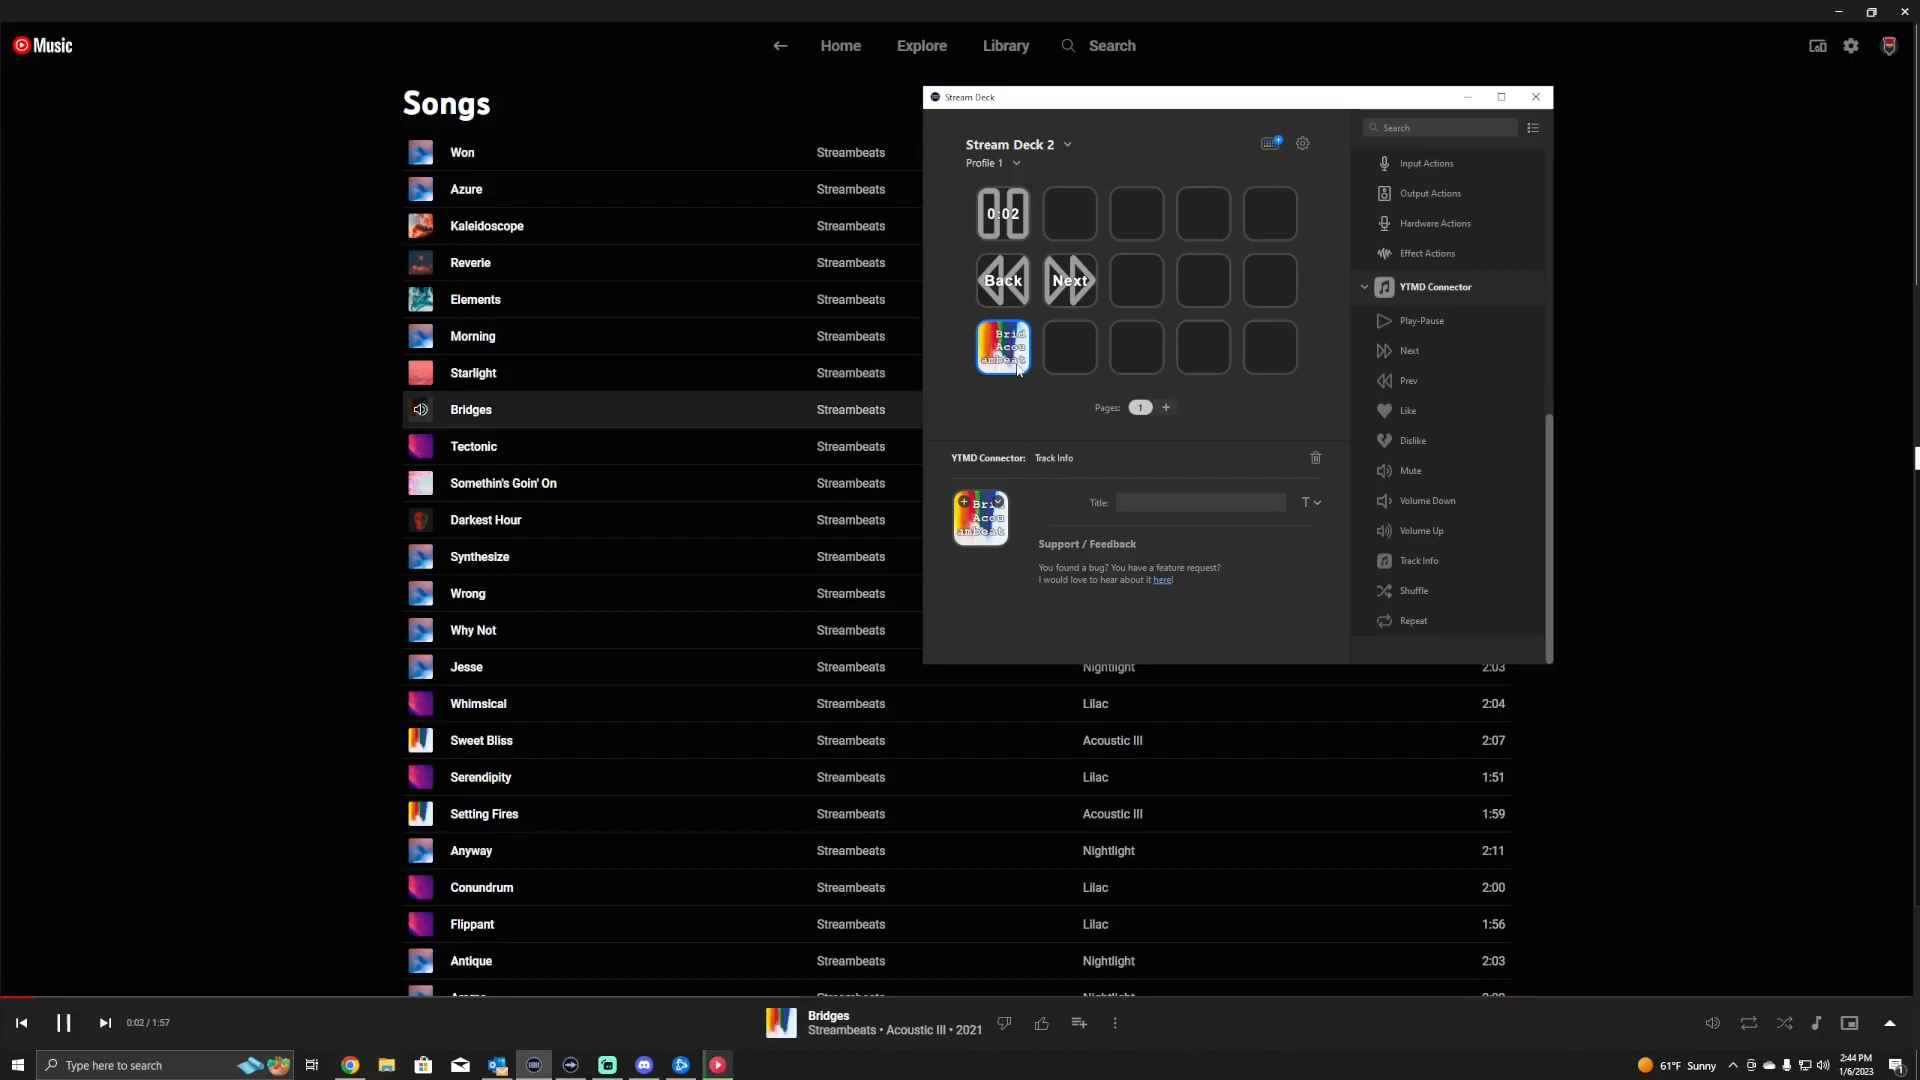 Music
Home
Explore
Library
Search
Songs
Won Streambeats
Azure Streambeats
Kaleidoscope Streambeats
Reverie Streambeats
Elements Streambeats
Morning Streambeats
Starlight Streambeats
Bridges Streambeats
Tectonic Streambeats
Somethin's Goin' On Streambeats
Darkest Hour Streambeats
Synthesize Streambeats
Wrong Streambeats
Why Not Streambeats
Jesse Streambeats Nightlight 2:03
Whimsical Streambeats Lilac 2:04
Sweet Bliss Streambeats Acoustic III 2:07
Serendipity Streambeats Lilac 1:51
Setting Fires Streambeats Acoustic III 1:59
Anyway Streambeats Nightlight 2:11
Conundrum Streambeats Lilac 2:00
Flippant Streambeats Lilac 1:56
Antique Streambeats Nightlight 2:03
Stream Deck
Stream Deck 2
Profile 1
0:02
Back
Next
Brid
Acou
ambeat
Pages: 1 +
YTMD Connector: Track Info
Bri
Acou
ambeat
Title:
T
Support / Feedback
You found a bug? You have a feature request?
I would love to hear about it here!
Search
Input Actions
Output Actions
Hardware Actions
Effect Actions
YTMD Connector
Play-Pause
Next
Prev
Like
Dislike
Mute
Volume Down
Volume Up
Track Info
Shuffle
Repeat
0:02 / 1:57
Bridges
Streambeats • Acoustic III • 2021
Type here to search
61°F Sunny
2:44 PM
1/6/2023
1